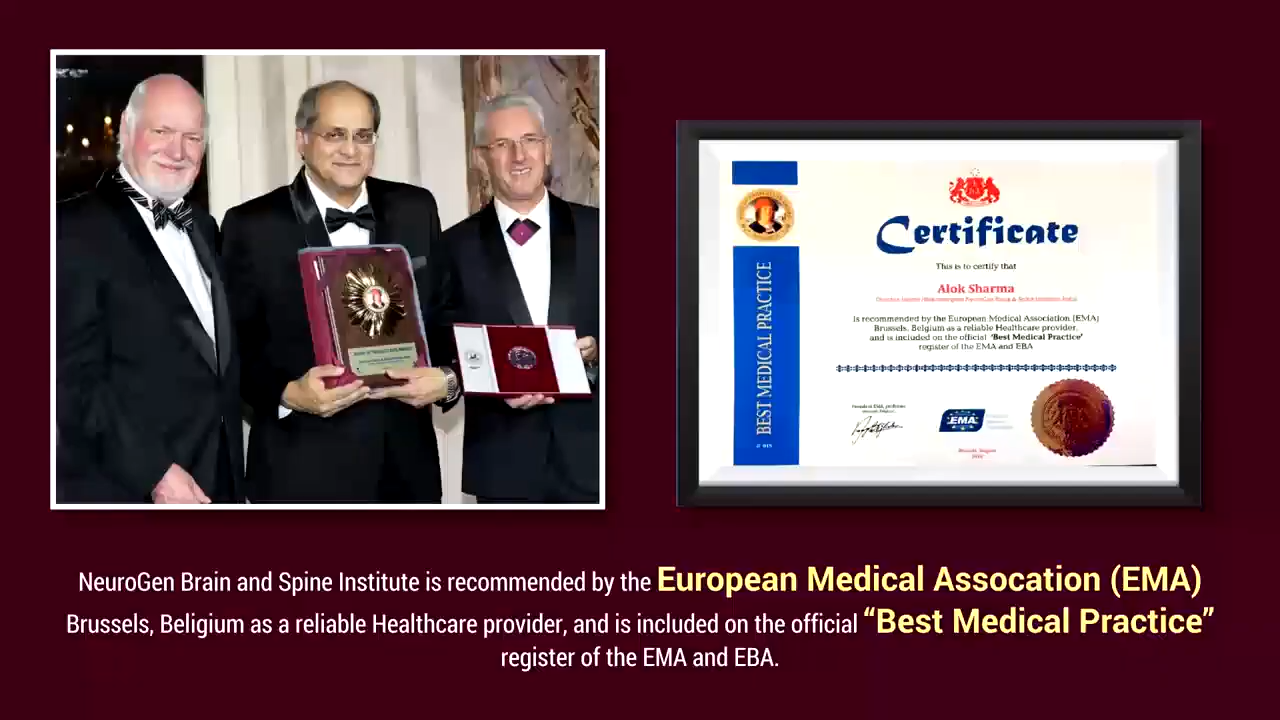 Certificate
This is to certify that
Alok Sharma
Is recommended by the European Medical Association (EMA)
Brussels, Belgium as a reliable Healthcare provider,
and is included on the official 'Best Medical Practice'
register of the EMA and EBA
BEST MEDICAL PRACTICE
EMA
NeuroGen Brain and Spine Institute is recommended by the European Medical Assocation (EMA)
Brussels, Beligium as a reliable Healthcare provider, and is included on the official “Best Medical Practice”
register of the EMA and EBA.